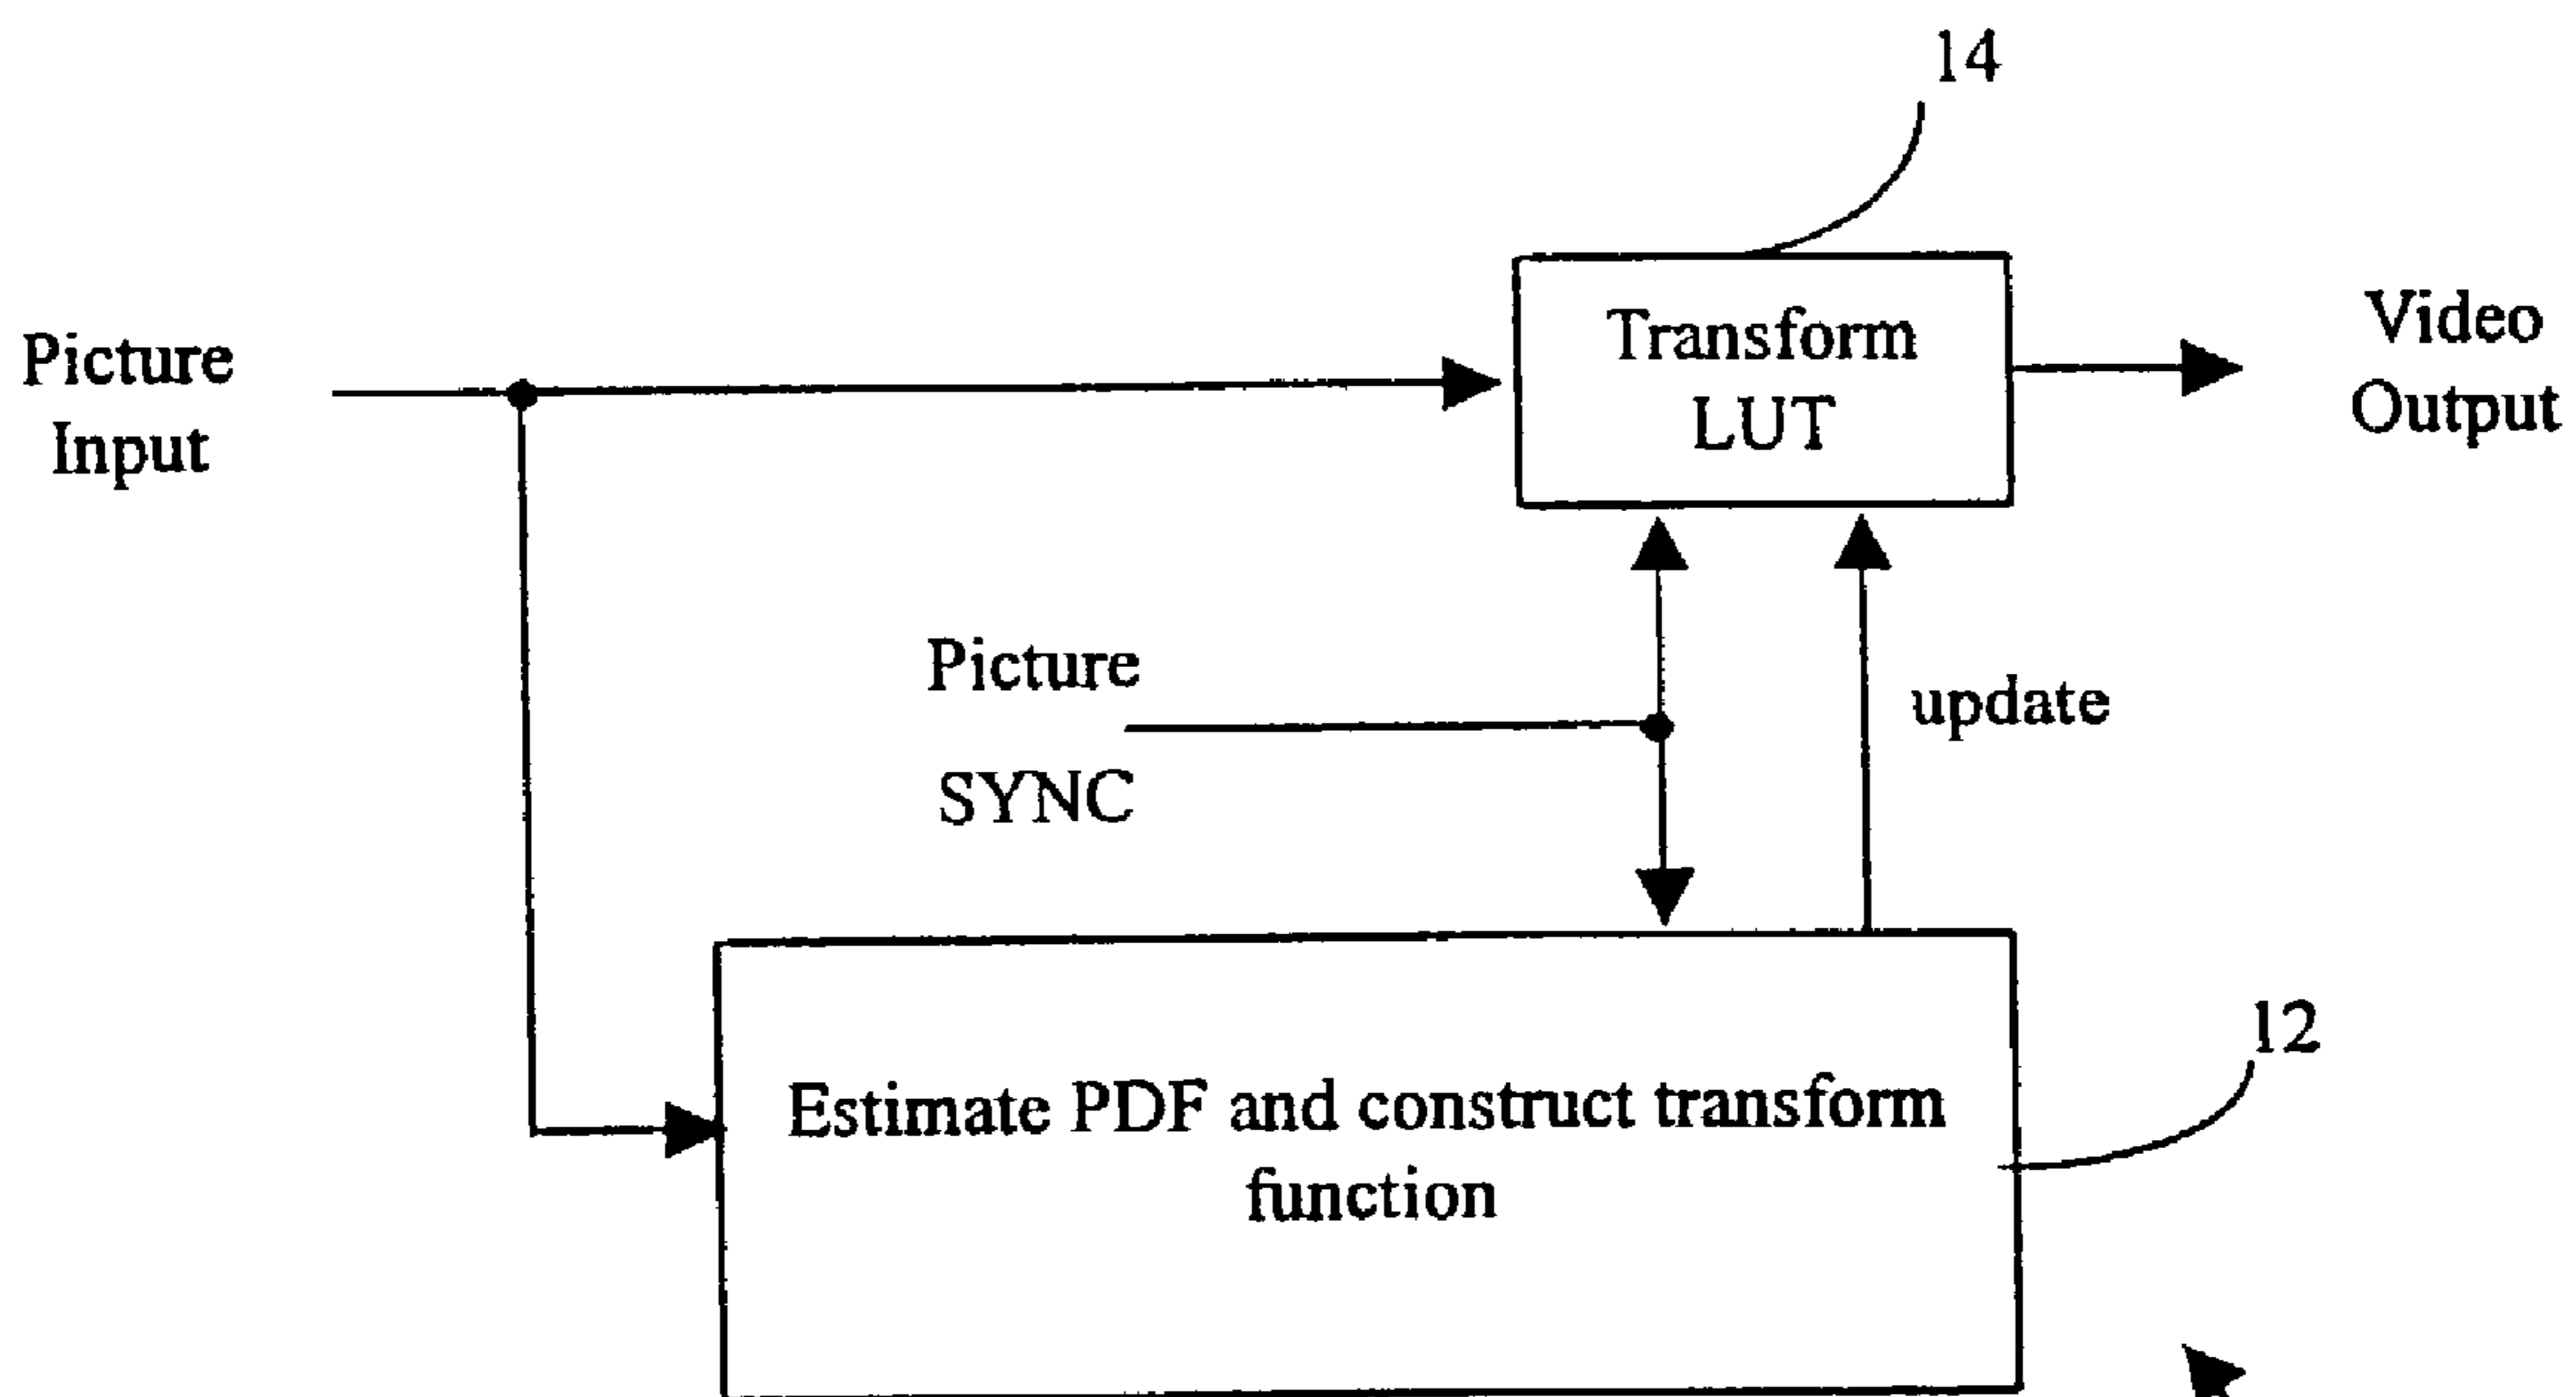 14
Picture
Input
Transform
LUT
Video
Output
Picture
SYNC
update
12
Estimate PDF and construct transform
function